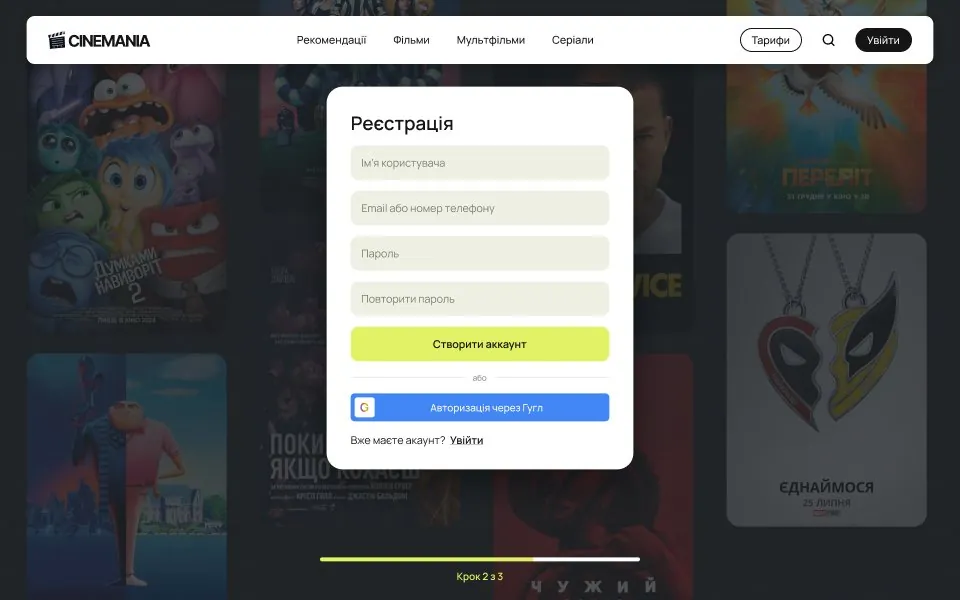 CINEMANIA
Рекомендації
Фільми
Мультфільми
Серіали
Тарифи
Увійти
Реєстрація
Ім'я користувача
Email або номер телефону
Пароль
Повторити пароль
Створити аккаунт
або
G
Авторизація через Гугл
Вже маєте акаунт? Увійти
Крок 2 з 3
ДУМКАМИ
НАВИВОРІТ
2
ПЕРЕЛІТ
VICE
ПОКИ
ЯКЩО КОХАЄШ
ЄДНАЙМОСЯ
25 ЛИПНЯ
ЧУЖИЙ